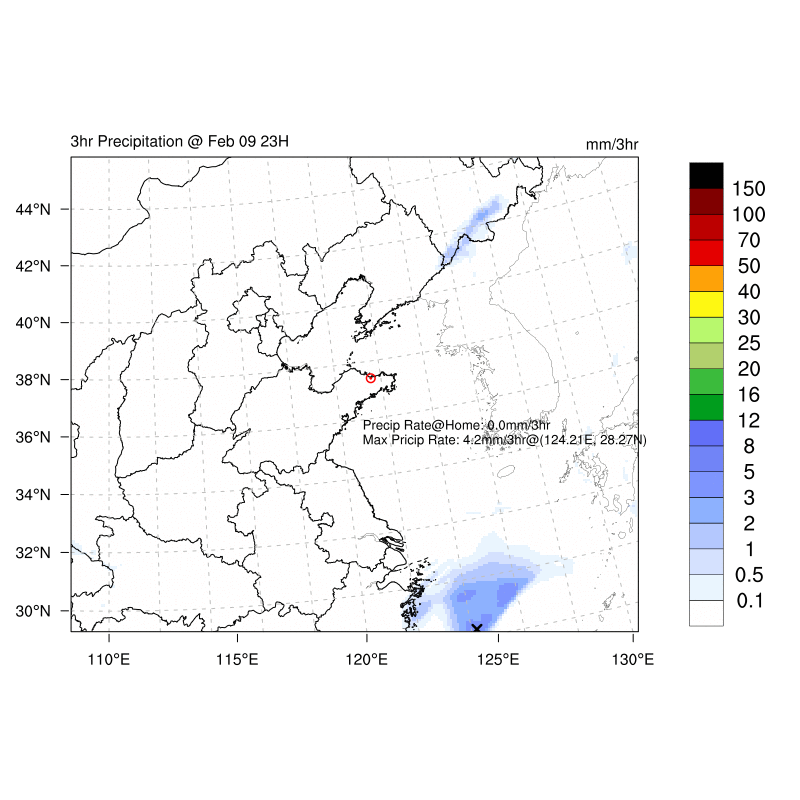 3hr Precipitation @ Feb 09 23H
mm/3hr
44°N
42°N
40°N
38°N
36°N
34°N
32°N
30°N
110°E
115°E
120°E
125°E
130°E
Precip Rate@Home: 0.0mm/3hr
Max Pricip Rate: 4.2mm/3hr@(124.21E, 28.27N)
150
100
70
50
40
30
25
20
16
12
8
5
3
2
1
0.5
0.1